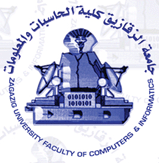 جامعة الزقازيق كلية الحاسبات والمعلومات
0101010
1010101
ZAGAZIG UNIVERSITY FACULTY OF COMPUTERS & INFORMATICS